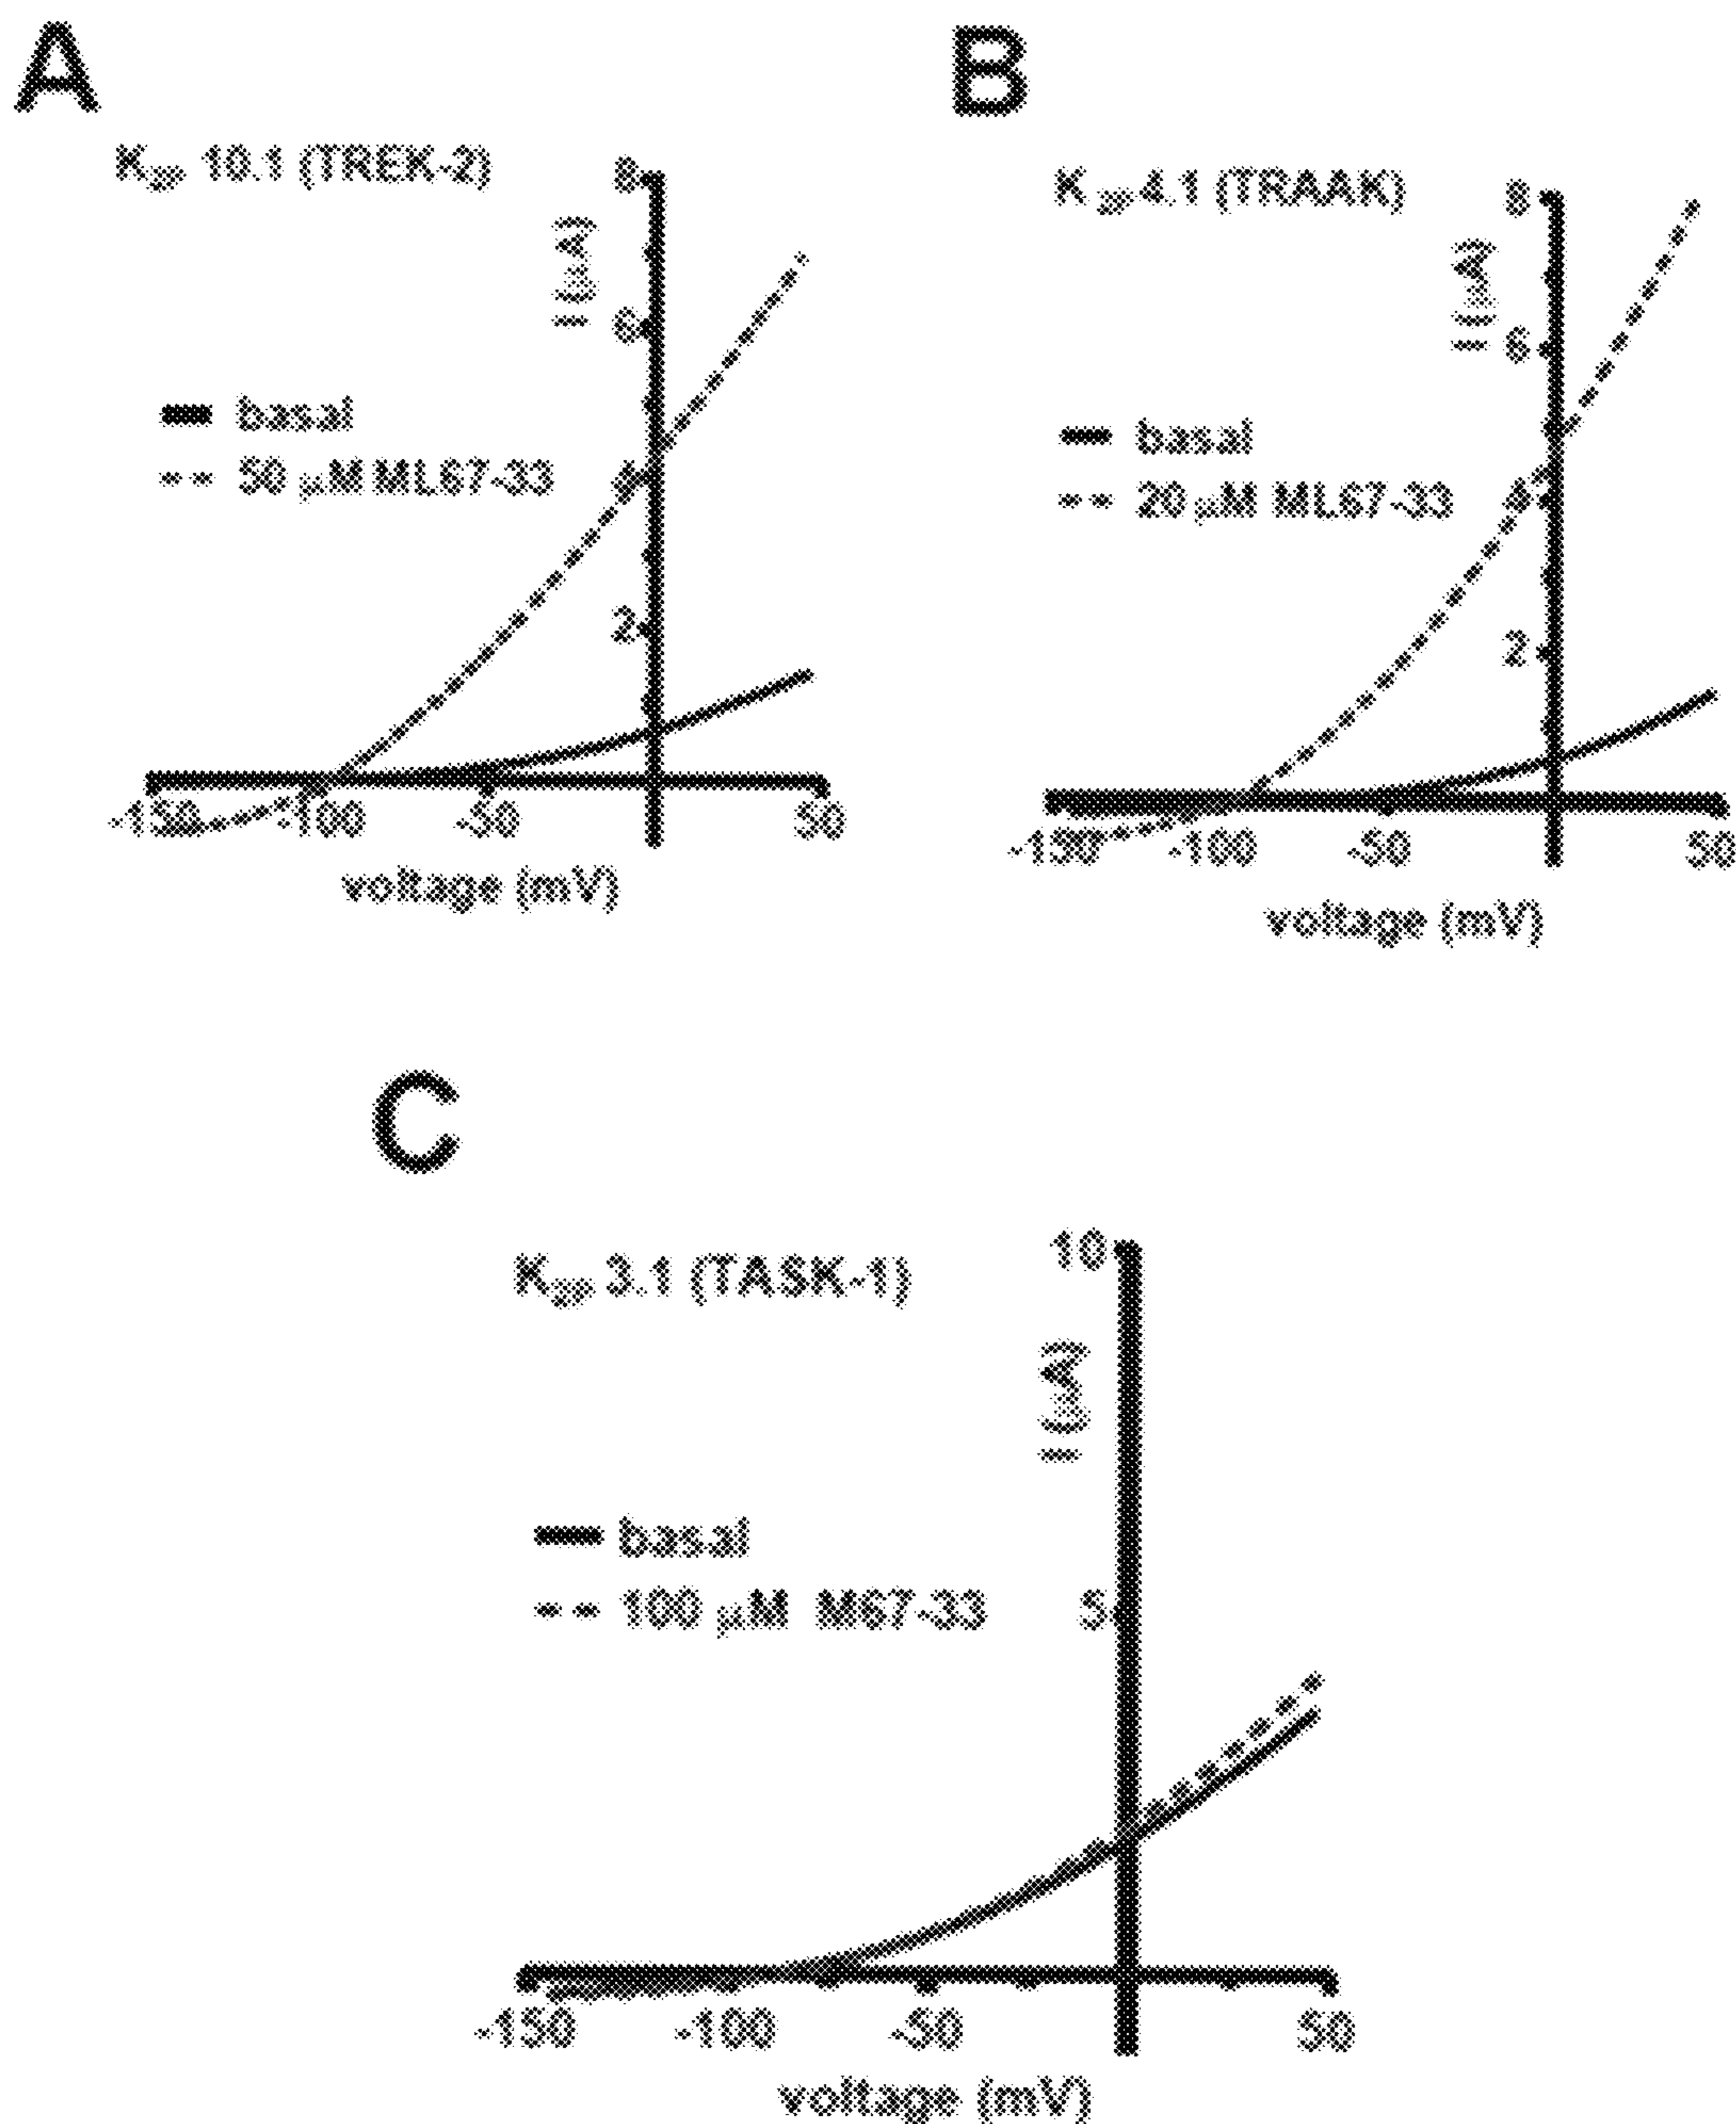 A
K2P 10.1 (TREK-2)
I (μA)
8
6
4
2
basal
50 μM ML67-33
-150 -100 -50 50
voltage (mV)
B
K 2P 4.1 (TRAAK)
I (μA)
8
6
4
2
basal
20 μM ML67-33
-150 -100 -50 50
voltage (mV)
C
K2P 3.1 (TASK-1)
I (μA)
10
5
basal
100 μM M67-33
-150 -100 -50 50
voltage (mV)